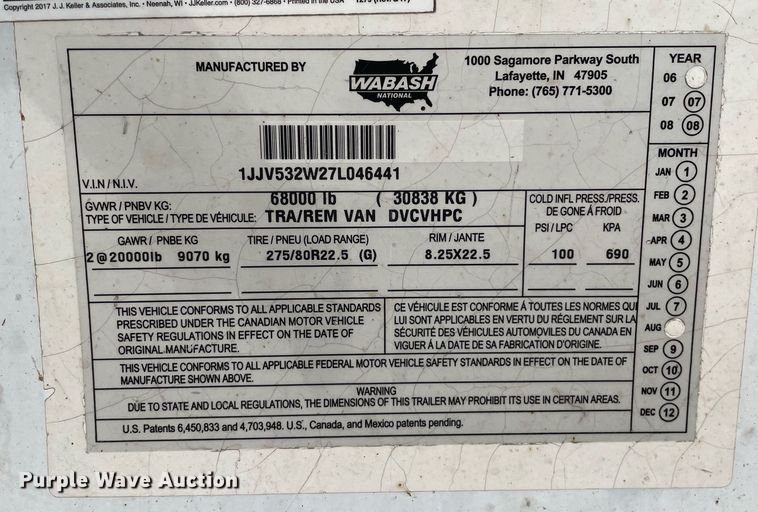 Copyright 2017 J. J. Keller & Associates, Inc. • Neenah, WI • JJKeller.com • (800) 327-6868 • Printed in the USA
MANUFACTURED BY
WABASH
NATIONAL
1000 Sagamore Parkway South
Lafayette, IN 47905
Phone: (765) 771-5300
YEAR
06
07 07
08 08
V.I.N / N.I.V.
1JJV532W27L046441
GVWR / PNBV KG: 68000 lb ( 30838 KG )
TYPE OF VEHICLE / TYPE DE VÉHICULE: TRA/REM VAN DVCVHPC
COLD INFL PRESS./PRESS.
DE GONE Á FROID
PSI / LPC KPA
100 690
GAWR / PNBE KG TIRE / PNEU (LOAD RANGE) RIM / JANTE
2@20000lb 9070 kg 275/80R22.5 (G) 8.25X22.5
MONTH
JAN 1
FEB 2
MAR 3
APR 4
MAY 5
JUN 6
JUL 7
AUG
SEP 9
OCT 10
NOV 11
DEC 12
THIS VEHICLE CONFORMS TO ALL APPLICABLE STANDARDS
PRESCRIBED UNDER THE CANADIAN MOTOR VEHICLE
SAFETY REGULATIONS IN EFFECT ON THE DATE OF
ORIGINAL MANUFACTURE.
CE VÉHICULE EST CONFORME Á TOUTES LES NORMES QUI
LUI SONT APPLICABLES EN VERTU DU RÉGLEMENT SUR LA
SÉCURITÉ DES VÉHICULES AUTOMOVILES DU CANADA EN
VIGUER Á LA DATE DE SA FABRICATION D'ORIGINE.
THIS VEHICLE CONFORMS TO ALL APPLICABLE FEDERAL MOTOR VEHICLE SAFETY STANDARDS IN EFFECT ON THE DATE OF
MANUFACTURE SHOWN ABOVE.
WARNING
DUE TO STATE AND LOCAL REGULATIONS, THE DIMENSIONS OF THIS TRAILER MAY PROHIBIT ITS USE IN CERTAIN AREAS.
U.S. Patents 6,450,833 and 4,703,948. U.S., Canada, and Mexico patents pending.
Purple Wave Auction